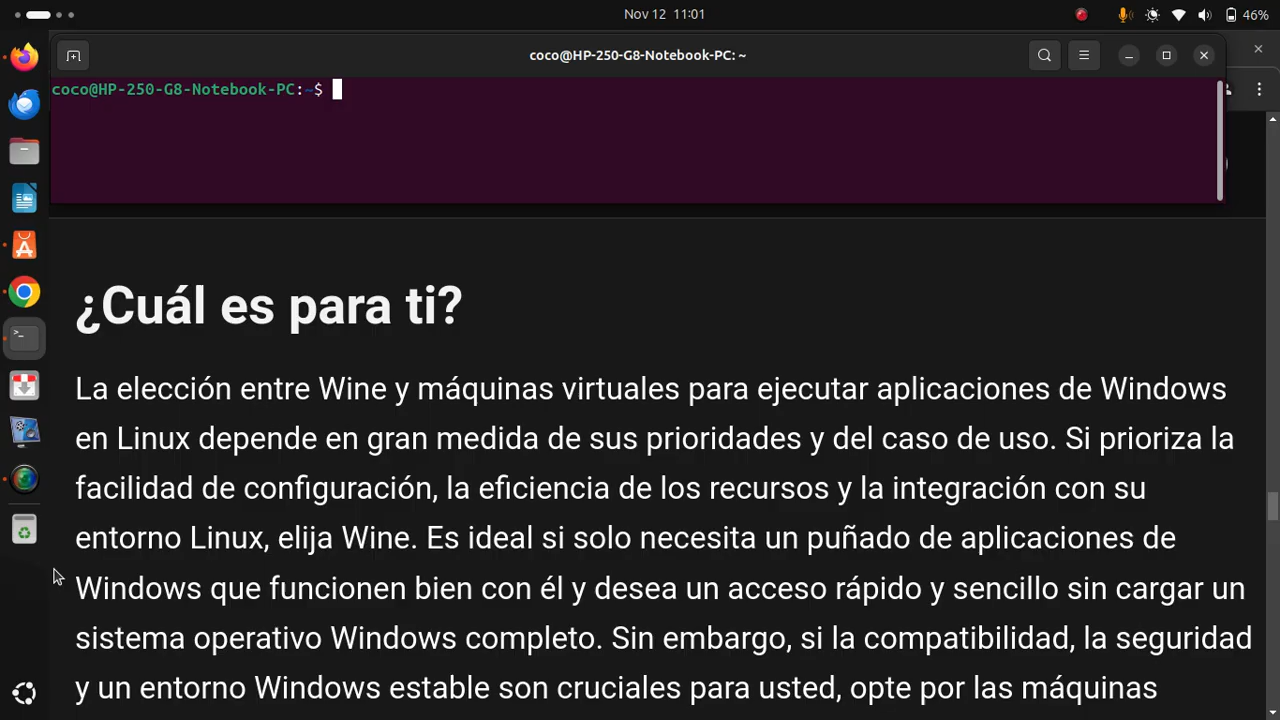 Nov 12 11:01
46%
coco@HP-250-G8-Notebook-PC: ~
coco@HP-250-G8-Notebook-PC:~$
¿Cuál es para ti?
La elección entre Wine y máquinas virtuales para ejecutar aplicaciones de Windows
en Linux depende en gran medida de sus prioridades y del caso de uso. Si prioriza la
facilidad de configuración, la eficiencia de los recursos y la integración con su
entorno Linux, elija Wine. Es ideal si solo necesita un puñado de aplicaciones de
Windows que funcionen bien con él y desea un acceso rápido y sencillo sin cargar un
sistema operativo Windows completo. Sin embargo, si la compatibilidad, la seguridad
y un entorno Windows estable son cruciales para usted, opte por las máquinas